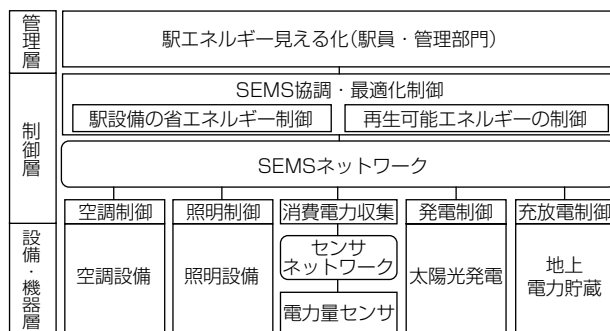 管理層
駅エネルギー見える化(駅員・管理部門)
制御層
SEMS協調・最適化制御
駅設備の省エネルギー制御
再生可能エネルギーの制御
SEMSネットワーク
空調制御
照明制御
消費電力収集
発電制御
充放電制御
設備・機器層
空調設備
照明設備
センサ
ネットワーク
電力量センサ
太陽光発電
地上
電力貯蔵